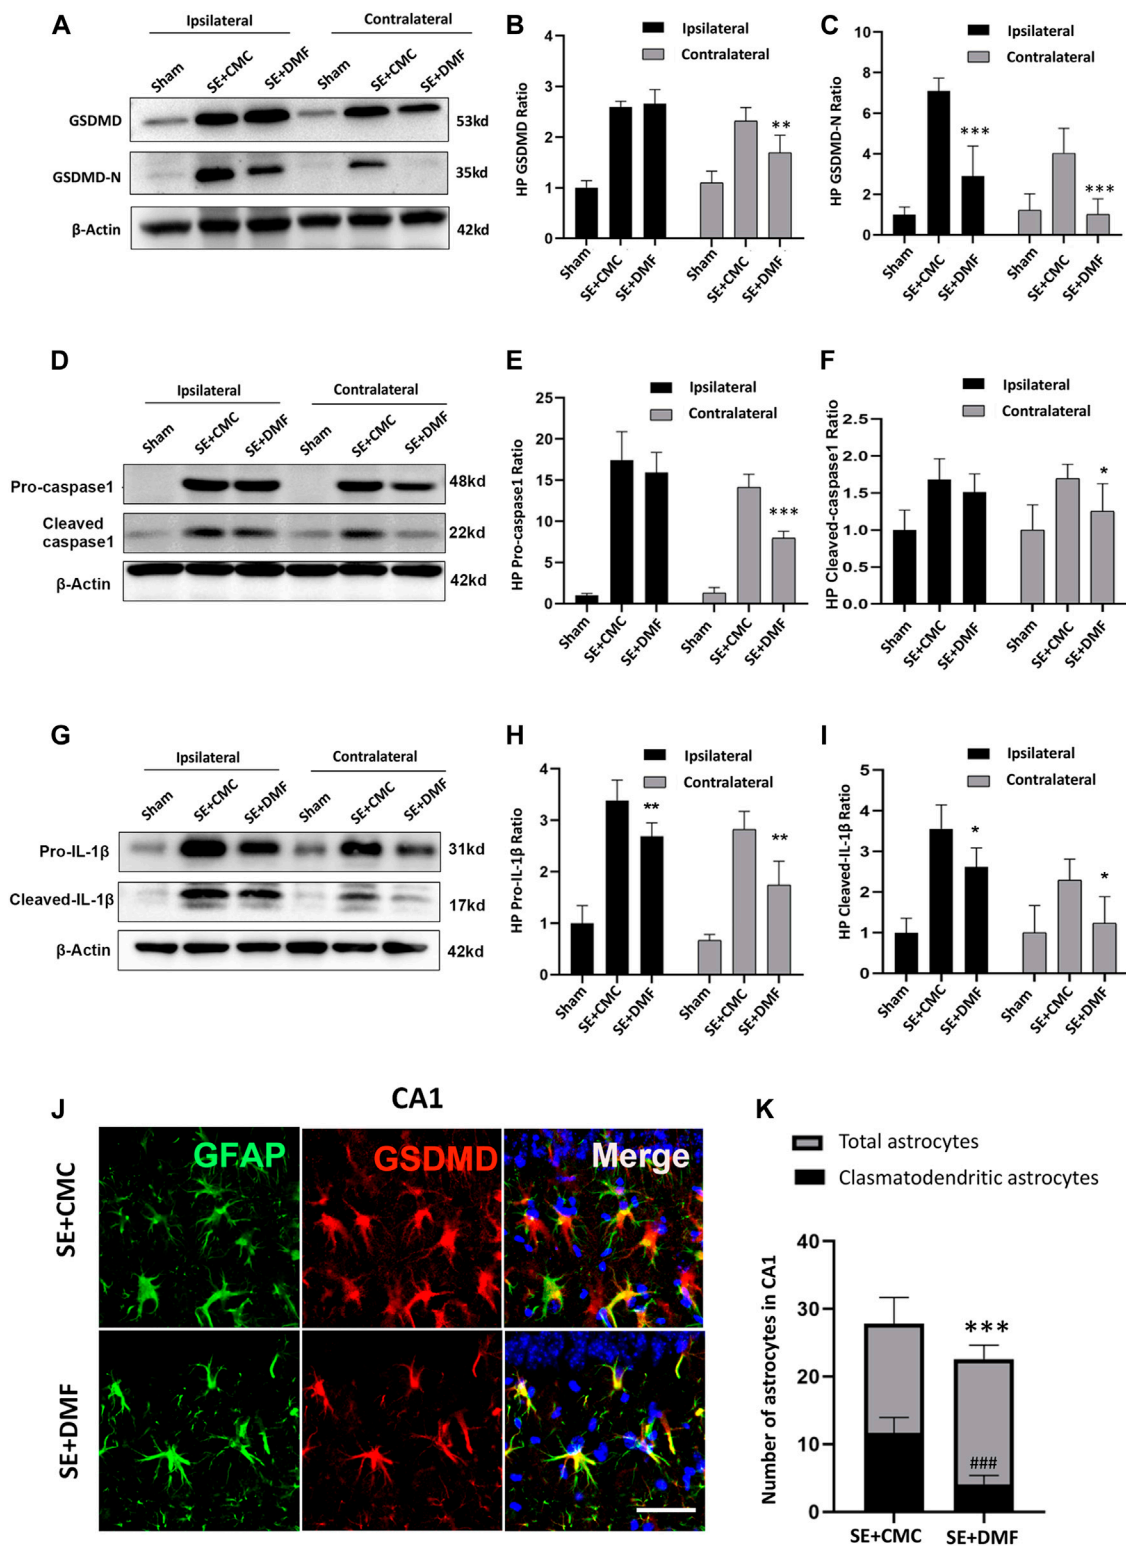 A
Ipsilateral
Contralateral
Sham
SE+CMC
SE+DMF
Sham
SE+CMC
SE+DMF
GSDMD
53kd
GSDMD-N
35kd
β-Actin
42kd
B
Ipsilateral
Contralateral
HP GSDMD Ratio
4
3
2
1
0
**
Sham
SE+CMC
SE+DMF
Sham
SE+CMC
SE+DMF
C
Ipsilateral
Contralateral
HP GSDMD-N Ratio
10
8
6
4
2
0
***
***
Sham
SE+CMC
SE+DMF
Sham
SE+CMC
SE+DMF
D
Ipsilateral
Contralateral
Sham
SE+CMC
SE+DMF
Sham
SE+CMC
SE+DMF
Pro-caspase1
48kd
Cleaved
caspase1
22kd
β-Actin
42kd
E
Ipsilateral
Contralateral
HP Pro-caspase1 Ratio
25
20
15
10
5
0
***
Sham
SE+CMC
SE+DMF
Sham
SE+CMC
SE+DMF
F
Ipsilateral
Contralateral
HP Cleaved-caspase1 Ratio
2.5
2.0
1.5
1.0
0.5
0.0
*
Sham
SE+CMC
SE+DMF
Sham
SE+CMC
SE+DMF
G
Ipsilateral
Contralateral
Sham
SE+CMC
SE+DMF
Sham
SE+CMC
SE+DMF
Pro-IL-1β
31kd
Cleaved-IL-1β
17kd
β-Actin
42kd
H
Ipsilateral
Contralateral
HP Pro-IL-1β Ratio
4
3
2
1
0
**
**
Sham
SE+CMC
SE+DMF
Sham
SE+CMC
SE+DMF
I
Ipsilateral
Contralateral
HP Cleaved-IL-1β Ratio
5
4
3
2
1
0
*
*
Sham
SE+CMC
SE+DMF
Sham
SE+CMC
SE+DMF
J
CA1
GFAP
GSDMD
Merge
SE+CMC
SE+DMF
K
Total astrocytes
Clasmatodendritic astrocytes
Number of astrocytes in CA1
40
30
20
10
0
***
###
SE+CMC
SE+DMF